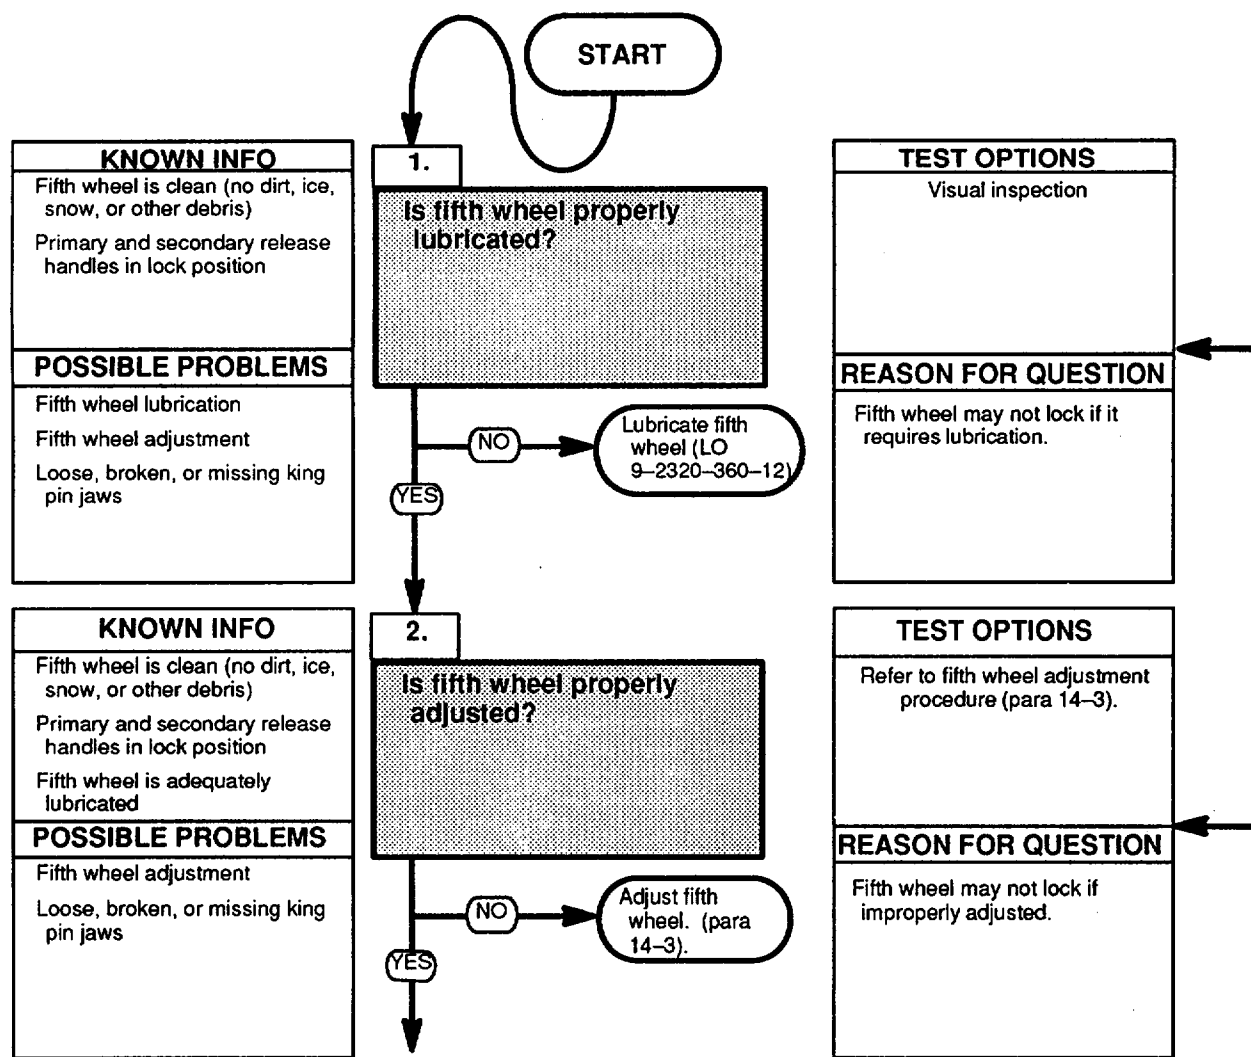 START
KNOWN INFO
Fifth wheel is clean (no dirt, ice,
snow, or other debris)
Primary and secondary release
handles in lock position
POSSIBLE PROBLEMS
Fifth wheel lubrication
Fifth wheel adjustment
Loose, broken, or missing king
pin jaws
1.
Is fifth wheel properly
lubricated?
NO
Lubricate fifth
wheel (LO
9–2320–360–12)
YES
TEST OPTIONS
Visual inspection
REASON FOR QUESTION
Fifth wheel may not lock if it
requires lubrication.
KNOWN INFO
Fifth wheel is clean (no dirt, ice,
snow, or other debris)
Primary and secondary release
handles in lock position
Fifth wheel is adequately
lubricated
POSSIBLE PROBLEMS
Fifth wheel adjustment
Loose, broken, or missing king
pin jaws
2.
Is fifth wheel properly
adjusted?
NO
Adjust fifth
wheel. (para
14–3).
YES
TEST OPTIONS
Refer to fifth wheel adjustment
procedure (para 14–3).
REASON FOR QUESTION
Fifth wheel may not lock if
improperly adjusted.